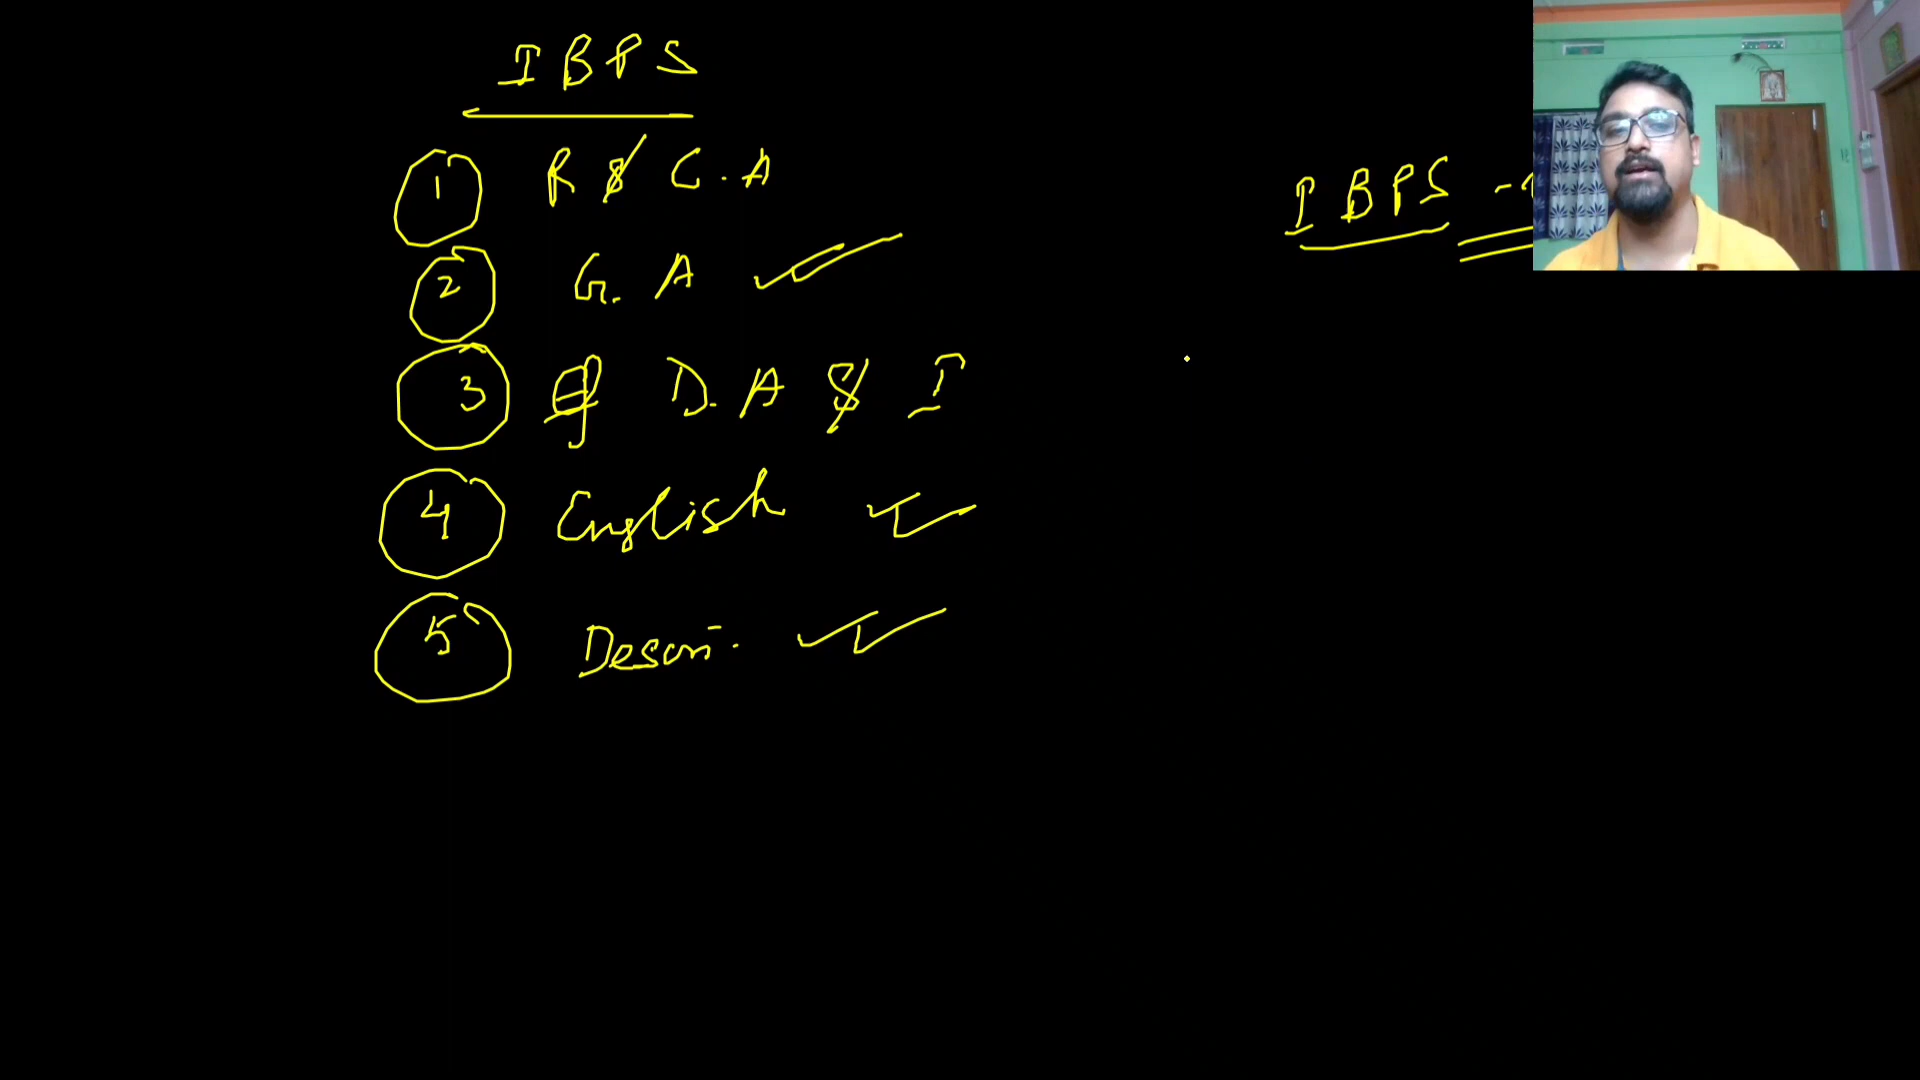 IBPS
1 R & C.A
2 G.A
3 D.A & I
4 English
5 Descri.
IBPS -